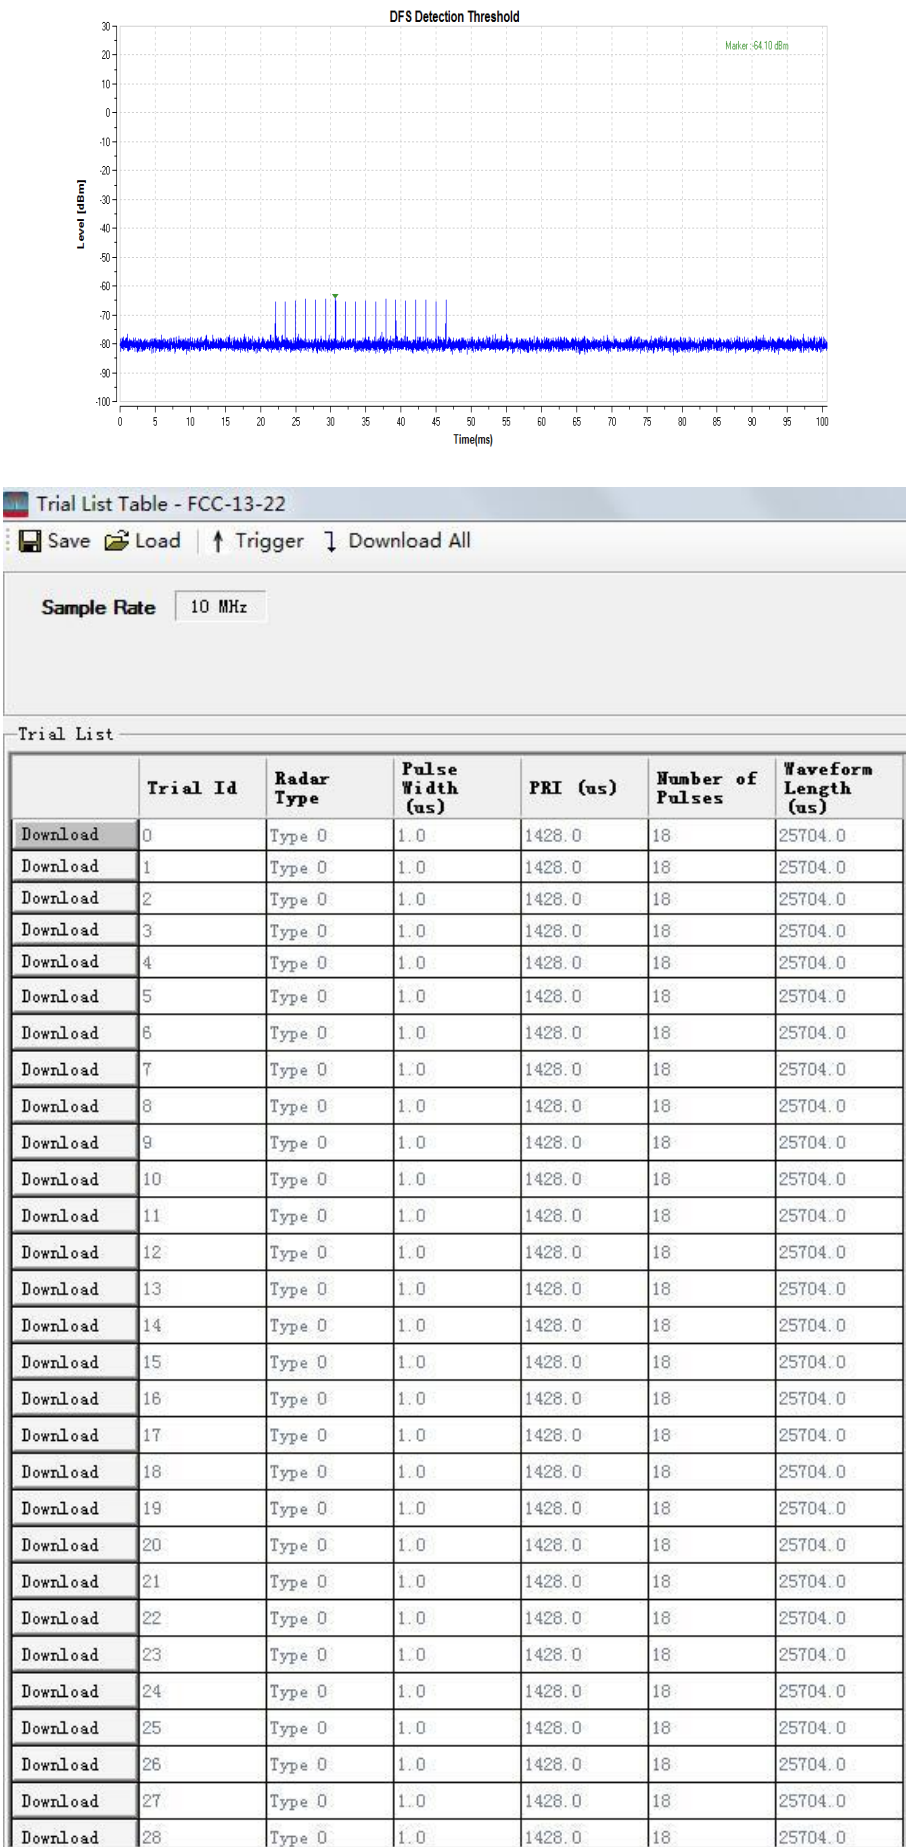 DFS Detection Threshold
Marker :-64.10 dBm
30
20
10
0
-10
-20
-30
-40
-50
-60
-70
-80
-90
-100
Level [dBm]
0 5 10 15 20 25 30 35 40 45 50 55 60 65 70 75 80 85 90 95 100
Time(ms)
Trial List Table - FCC-13-22
Save Load Trigger Download All
Sample Rate 10 MHz
Trial List
Trial Id Radar Type Pulse Width (us) PRI (us) Number of Pulses Waveform Length (us)
Download 0 Type 0 1.0 1428.0 18 25704.0
Download 1 Type 0 1.0 1428.0 18 25704.0
Download 2 Type 0 1.0 1428.0 18 25704.0
Download 3 Type 0 1.0 1428.0 18 25704.0
Download 4 Type 0 1.0 1428.0 18 25704.0
Download 5 Type 0 1.0 1428.0 18 25704.0
Download 6 Type 0 1.0 1428.0 18 25704.0
Download 7 Type 0 1.0 1428.0 18 25704.0
Download 8 Type 0 1.0 1428.0 18 25704.0
Download 9 Type 0 1.0 1428.0 18 25704.0
Download 10 Type 0 1.0 1428.0 18 25704.0
Download 11 Type 0 1.0 1428.0 18 25704.0
Download 12 Type 0 1.0 1428.0 18 25704.0
Download 13 Type 0 1.0 1428.0 18 25704.0
Download 14 Type 0 1.0 1428.0 18 25704.0
Download 15 Type 0 1.0 1428.0 18 25704.0
Download 16 Type 0 1.0 1428.0 18 25704.0
Download 17 Type 0 1.0 1428.0 18 25704.0
Download 18 Type 0 1.0 1428.0 18 25704.0
Download 19 Type 0 1.0 1428.0 18 25704.0
Download 20 Type 0 1.0 1428.0 18 25704.0
Download 21 Type 0 1.0 1428.0 18 25704.0
Download 22 Type 0 1.0 1428.0 18 25704.0
Download 23 Type 0 1.0 1428.0 18 25704.0
Download 24 Type 0 1.0 1428.0 18 25704.0
Download 25 Type 0 1.0 1428.0 18 25704.0
Download 26 Type 0 1.0 1428.0 18 25704.0
Download 27 Type 0 1.0 1428.0 18 25704.0
Download 28 Type 0 1.0 1428.0 18 25704.0